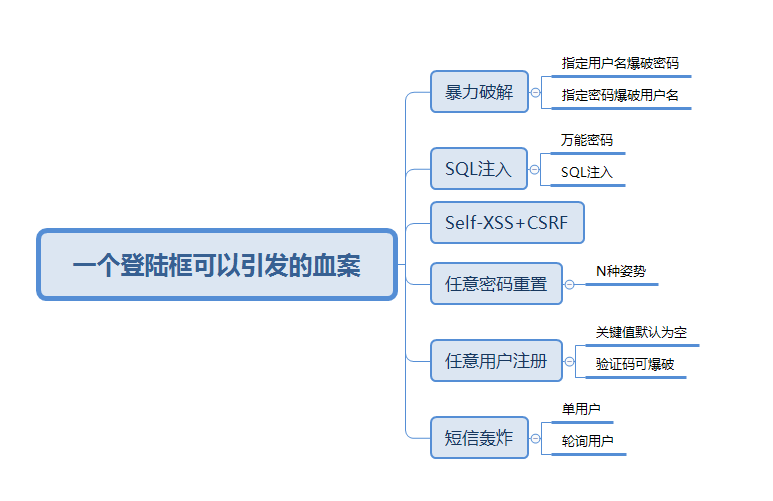 一个登陆框可以引发的血案
暴力破解
指定用户名爆破密码
指定密码爆破用户名
SQL注入
万能密码
SQL注入
Self-XSS+CSRF
任意密码重置
N种姿势
任意用户注册
关键值默认为空
验证码可爆破
短信轰炸
单用户
轮询用户